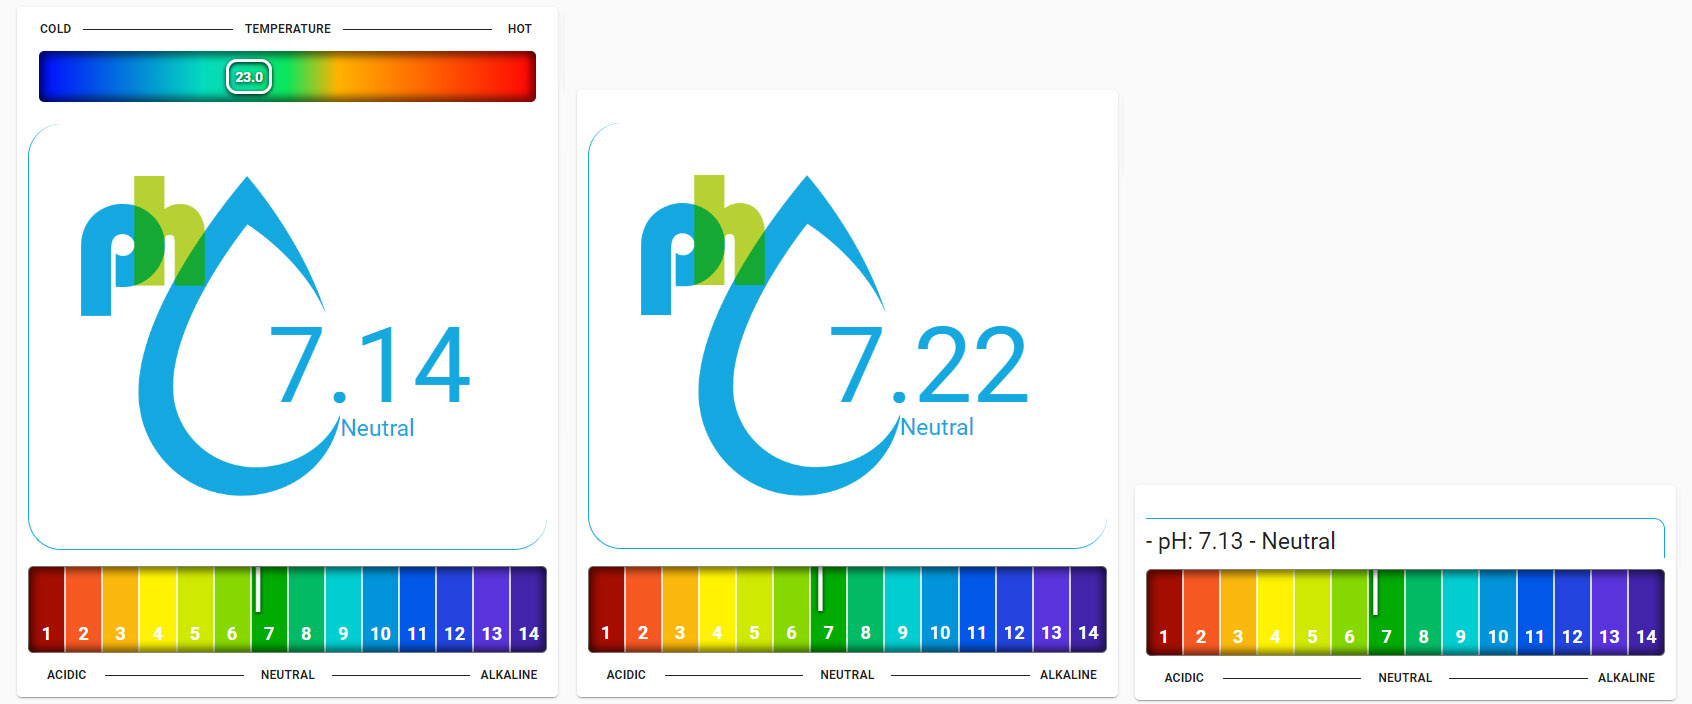 COLD TEMPERATURE HOT
23.0
ph
7.14
Neutral
1 2 3 4 5 6 7 8 9 10 11 12 13 14
ACIDIC NEUTRAL ALKALINE
ph
7.22
Neutral
1 2 3 4 5 6 7 8 9 10 11 12 13 14
ACIDIC NEUTRAL ALKALINE
- pH: 7.13 - Neutral
1 2 3 4 5 6 7 8 9 10 11 12 13 14
ACIDIC NEUTRAL ALKALINE